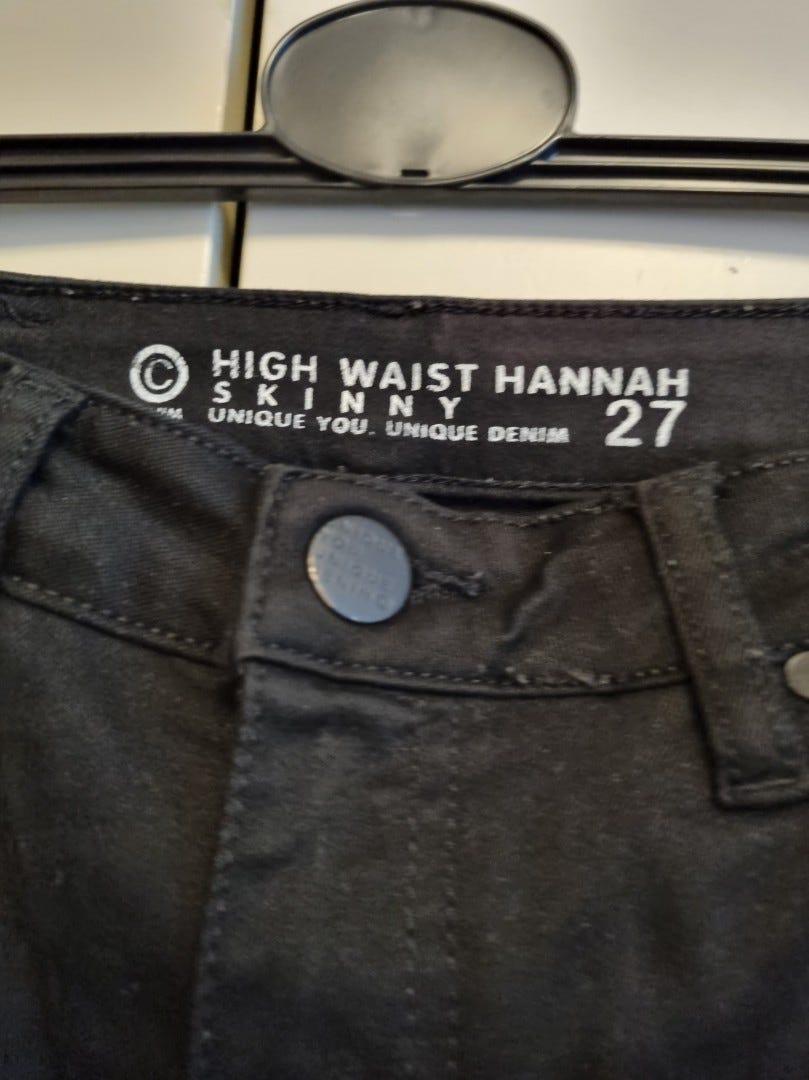 © HIGH WAIST HANNAH
SKINNY
UNIQUE YOU. UNIQUE DENIM 27